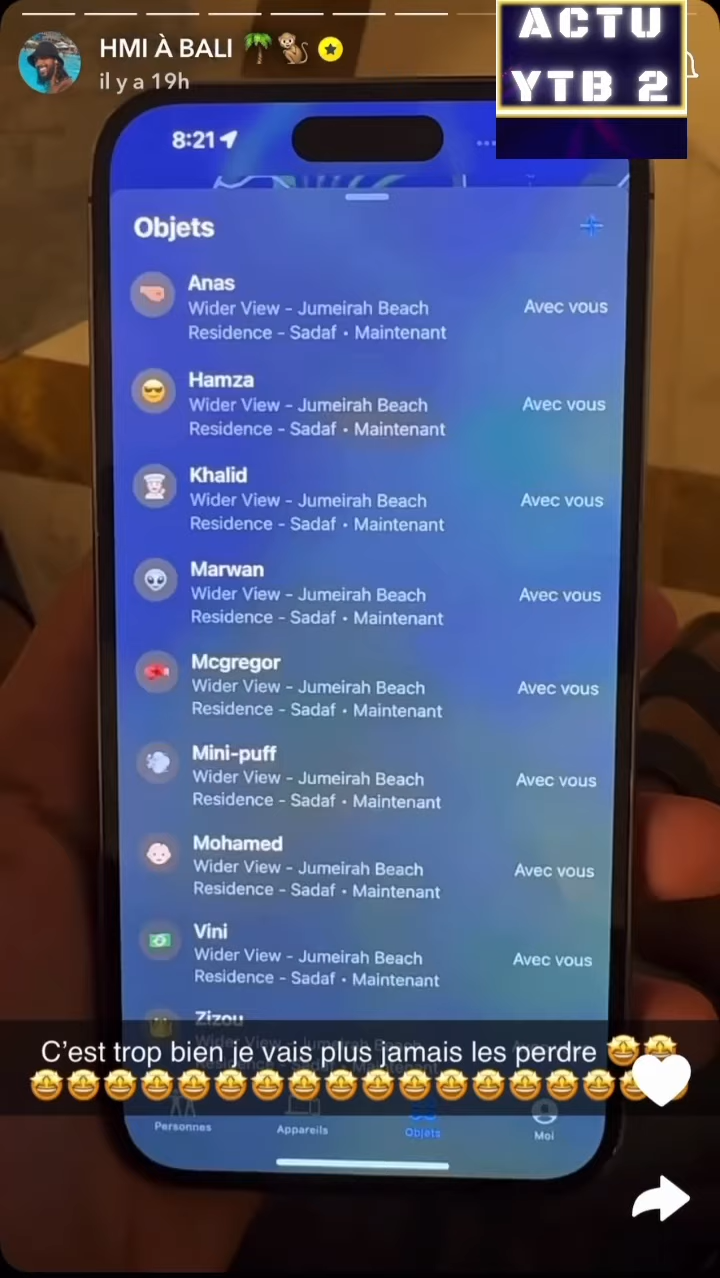 HMI À BALI 🌴🐒
il y a 19h
ACTU
YTB 2
8:21
Objets
Anas
Wider View - Jumeirah Beach
Residence - Sadaf • Maintenant
Avec vous
Hamza
Wider View - Jumeirah Beach
Residence - Sadaf • Maintenant
Avec vous
Khalid
Wider View - Jumeirah Beach
Residence - Sadaf • Maintenant
Avec vous
Marwan
Wider View - Jumeirah Beach
Residence - Sadaf • Maintenant
Avec vous
Mcgregor
Wider View - Jumeirah Beach
Residence - Sadaf • Maintenant
Avec vous
Mini-puff
Wider View - Jumeirah Beach
Residence - Sadaf • Maintenant
Avec vous
Mohamed
Wider View - Jumeirah Beach
Residence - Sadaf • Maintenant
Avec vous
Vini
Wider View - Jumeirah Beach
Residence - Sadaf • Maintenant
Avec vous
Zizou
C'est trop bien je vais plus jamais les perdre 🤩🤩
🤩🤩🤩🤩🤩🤩🤩🤩🤩🤩🤩🤩🤩🤩🤩🤩🤩🤩
Personnes
Appareils
Objets
Moi